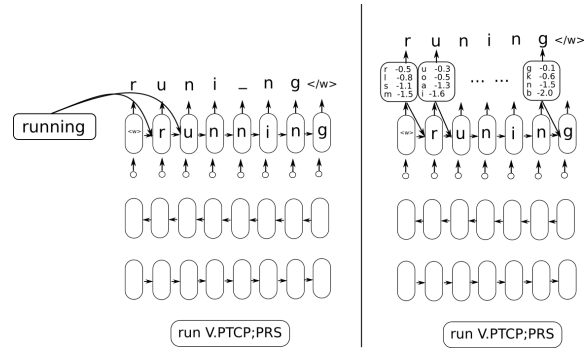 r u n i _ n g </w>
running
<w> r u n n i n g
run V.PTCP;PRS
r u n i n g </w>
r -0.5
l -0.8
s -1.1
m -1.5
u -0.3
o -0.5
a -1.3
i -1.6
... ...
g -0.1
k -0.6
n -1.5
b -2.0
<w> r u n i n g
run V.PTCP;PRS